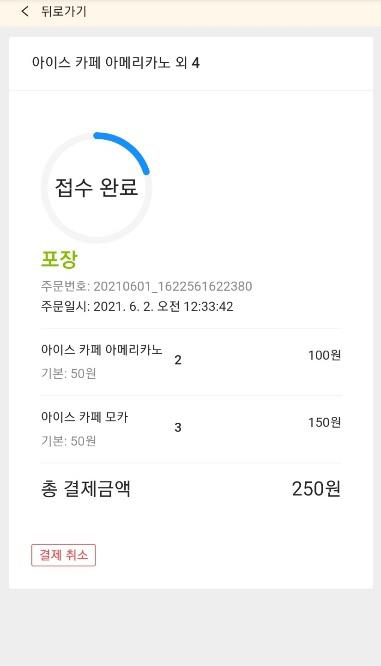 뒤로가기
아이스 카페 아메리카노 외 4
접수 완료
포장
주문번호: 20210601_1622561622380
주문일시: 2021. 6. 2. 오전 12:33:42
아이스 카페 아메리카노 2 100원
기본: 50원
아이스 카페 모카 3 150원
기본: 50원
총 결제금액 250원
결제 취소